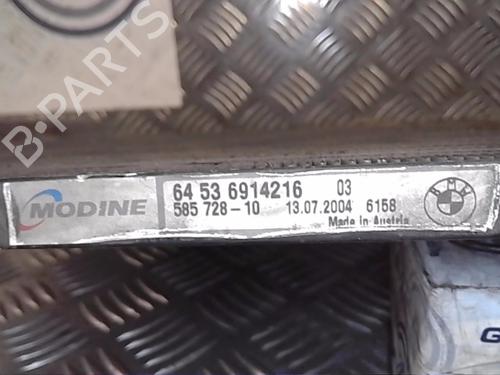 B-PARTS
MODINE
64 53 6914216 03
585 728-10 13.07.2004 6158
Made in Austria
BMW
G